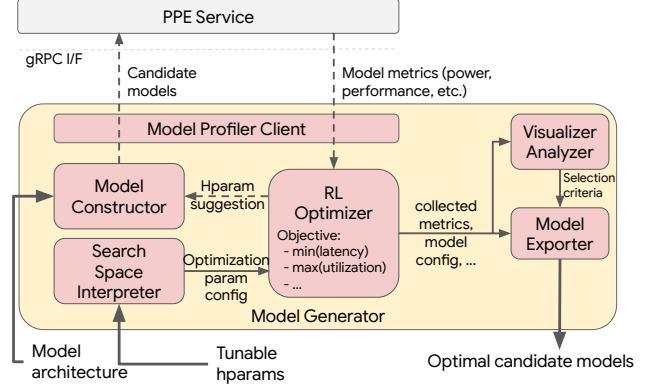 PPE Service
gRPC I/F
Candidate
models
Model metrics (power,
performance, etc.)
Model Profiler Client
Visualizer
Analyzer
Model
Constructor
Hparam
suggestion
RL
Optimizer
Objective:
- min(latency)
- max(utilization)
- ...
collected
metrics,
model
config, ...
Selection
criteria
Model
Exporter
Search
Space
Interpreter
Optimization
param
config
Model Generator
Model
architecture
Tunable
hparams
Optimal candidate models